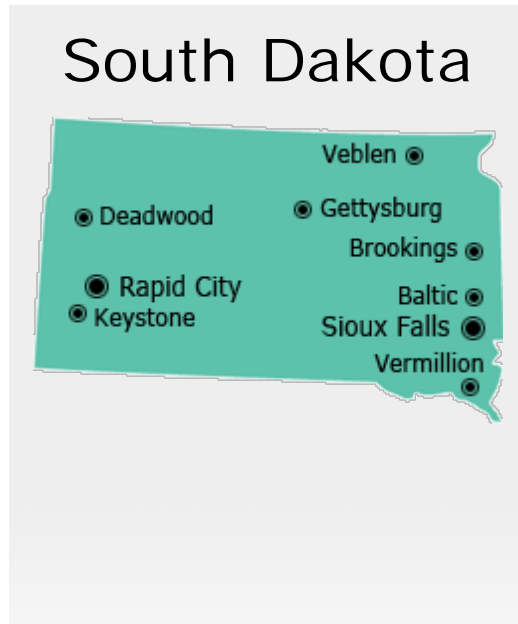 South Dakota
Veblen
Deadwood
Gettysburg
Brookings
Rapid City
Baltic
Keystone
Sioux Falls
Vermillion